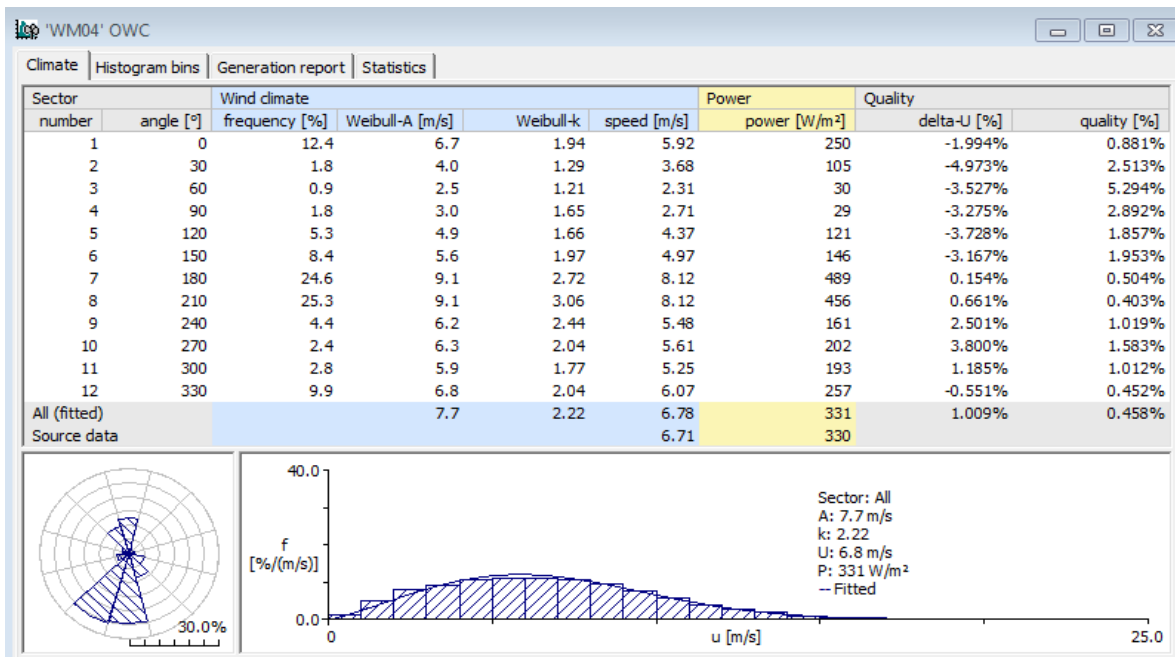 'WM04' OWC
Climate Histogram bins Generation report Statistics
Sector Wind climate Power Quality
number angle [°] frequency [%] Weibull-A [m/s] Weibull-k speed [m/s] power [W/m²] delta-U [%] quality [%]
1 0 12.4 6.7 1.94 5.92 250 -1.994% 0.881%
2 30 1.8 4.0 1.29 3.68 105 -4.973% 2.513%
3 60 0.9 2.5 1.21 2.31 30 -3.527% 5.294%
4 90 1.8 3.0 1.65 2.71 29 -3.275% 2.892%
5 120 5.3 4.9 1.66 4.37 121 -3.728% 1.857%
6 150 8.4 5.6 1.97 4.97 146 -3.167% 1.953%
7 180 24.6 9.1 2.72 8.12 489 0.154% 0.504%
8 210 25.3 9.1 3.06 8.12 456 0.661% 0.403%
9 240 4.4 6.2 2.44 5.48 161 2.501% 1.019%
10 270 2.4 6.3 2.04 5.61 202 3.800% 1.583%
11 300 2.8 5.9 1.77 5.25 193 1.185% 1.012%
12 330 9.9 6.8 2.04 6.07 257 -0.551% 0.452%
All (fitted) 7.7 2.22 6.78 331 1.009% 0.458%
Source data 6.71 330
30.0%
40.0
f
[%/(m/s)]
0.0
0
u [m/s]
25.0
Sector: All
A: 7.7 m/s
k: 2.22
U: 6.8 m/s
P: 331 W/m²
-- Fitted